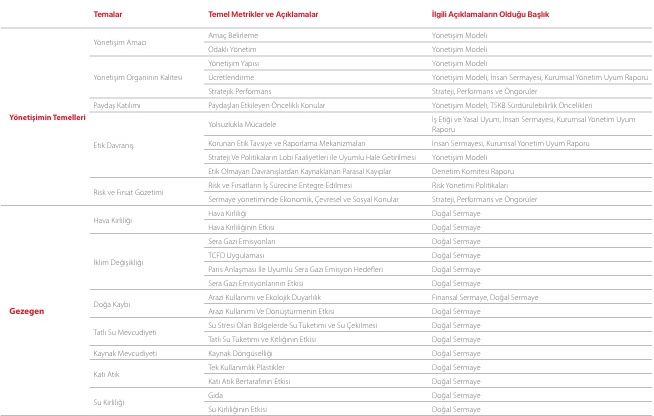 Temalar Temel Metrikler ve Açıklamalar İlgili Açıklamaların Olduğu Başlık
Yönetişimin Temelleri
Yönetişim Amacı
Amaç Belirleme Yönetişim Modeli
Odaklı Yönetim Yönetişim Modeli
Yönetişim Organının Kalitesi
Yönetişim Yapısı Yönetişim Modeli
Ücretlendirme Yönetişim Modeli, İnsan Sermayesi, Kurumsal Yönetim Uyum Raporu
Stratejik Performans Strateji, Performans ve Öngörüler
Paydaş Katılımı Paydaşları Etkileyen Öncelikli Konular Yönetişim Modeli, TSKB Sürdürülebilirlik Öncelikleri
Etik Davranış
Yolsuzlukla Mücadele İş Etiği ve Yasal Uyum, İnsan Sermayesi, Kurumsal Yönetim Uyum
Raporu
Korunan Etik Tavsiye ve Raporlama Mekanizmaları İnsan Sermayesi, Kurumsal Yönetim Uyum Raporu
Strateji Ve Politikaların Lobi Faaliyetleri ile Uyumlu Hale Getirilmesi Yönetişim Modeli
Etik Olmayan Davranışlardan Kaynaklanan Parasal Kayıplar Denetim Komitesi Raporu
Risk ve Fırsat Gözetimi
Risk ve Fırsatların İş Sürecine Entegre Edilmesi Risk Yönetimi Politikaları
Sermaye yönetiminde Ekonomik, Çevresel ve Sosyal Konular Strateji, Performans ve Öngörüler
Gezegen
Hava Kirliliği
Hava Kirliliği Doğal Sermaye
Hava Kirliliğinin Etkisi Doğal Sermaye
İklim Değişikliği
Sera Gazı Emisyonları Doğal Sermaye
TCFD Uygulaması Doğal Sermaye
Paris Anlaşması İle Uyumlu Sera Gazı Emisyon Hedefleri Doğal Sermaye
Sera Gazı Emisyonlarının Etkisi Doğal Sermaye
Doğa Kaybı
Arazi Kullanımı ve Ekolojik Duyarlılık Finansal Sermaye, Doğal Sermaye
Arazi Kullanımı Ve Dönüştürmenin Etkisi Doğal Sermaye
Tatlı Su Mevcudiyeti
Su Stresi Olan Bölgelerde Su Tüketimi ve Su Çekilmesi Doğal Sermaye
Tatlı Su Tüketimi ve Kıtlığının Etkisi Doğal Sermaye
Kaynak Mevcudiyeti Kaynak Döngüselliği Doğal Sermaye
Katı Atık
Tek Kullanımlık Plastikler Doğal Sermaye
Katı Atık Bertarafının Etkisi Doğal Sermaye
Su Kirliliği
Gıda Doğal Sermaye
Su Kirliliğinin Etkisi Doğal Sermaye